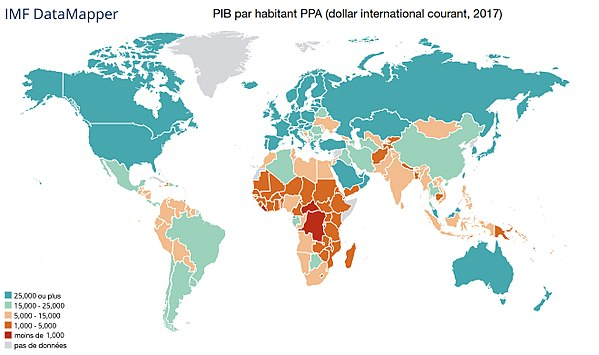 IMF DataMapper
PIB par habitant PPA (dollar international courant, 2017)
25,000 ou plus
15,000 - 25,000
5,000 - 15,000
1,000 - 5,000
moins de 1,000
pas de données